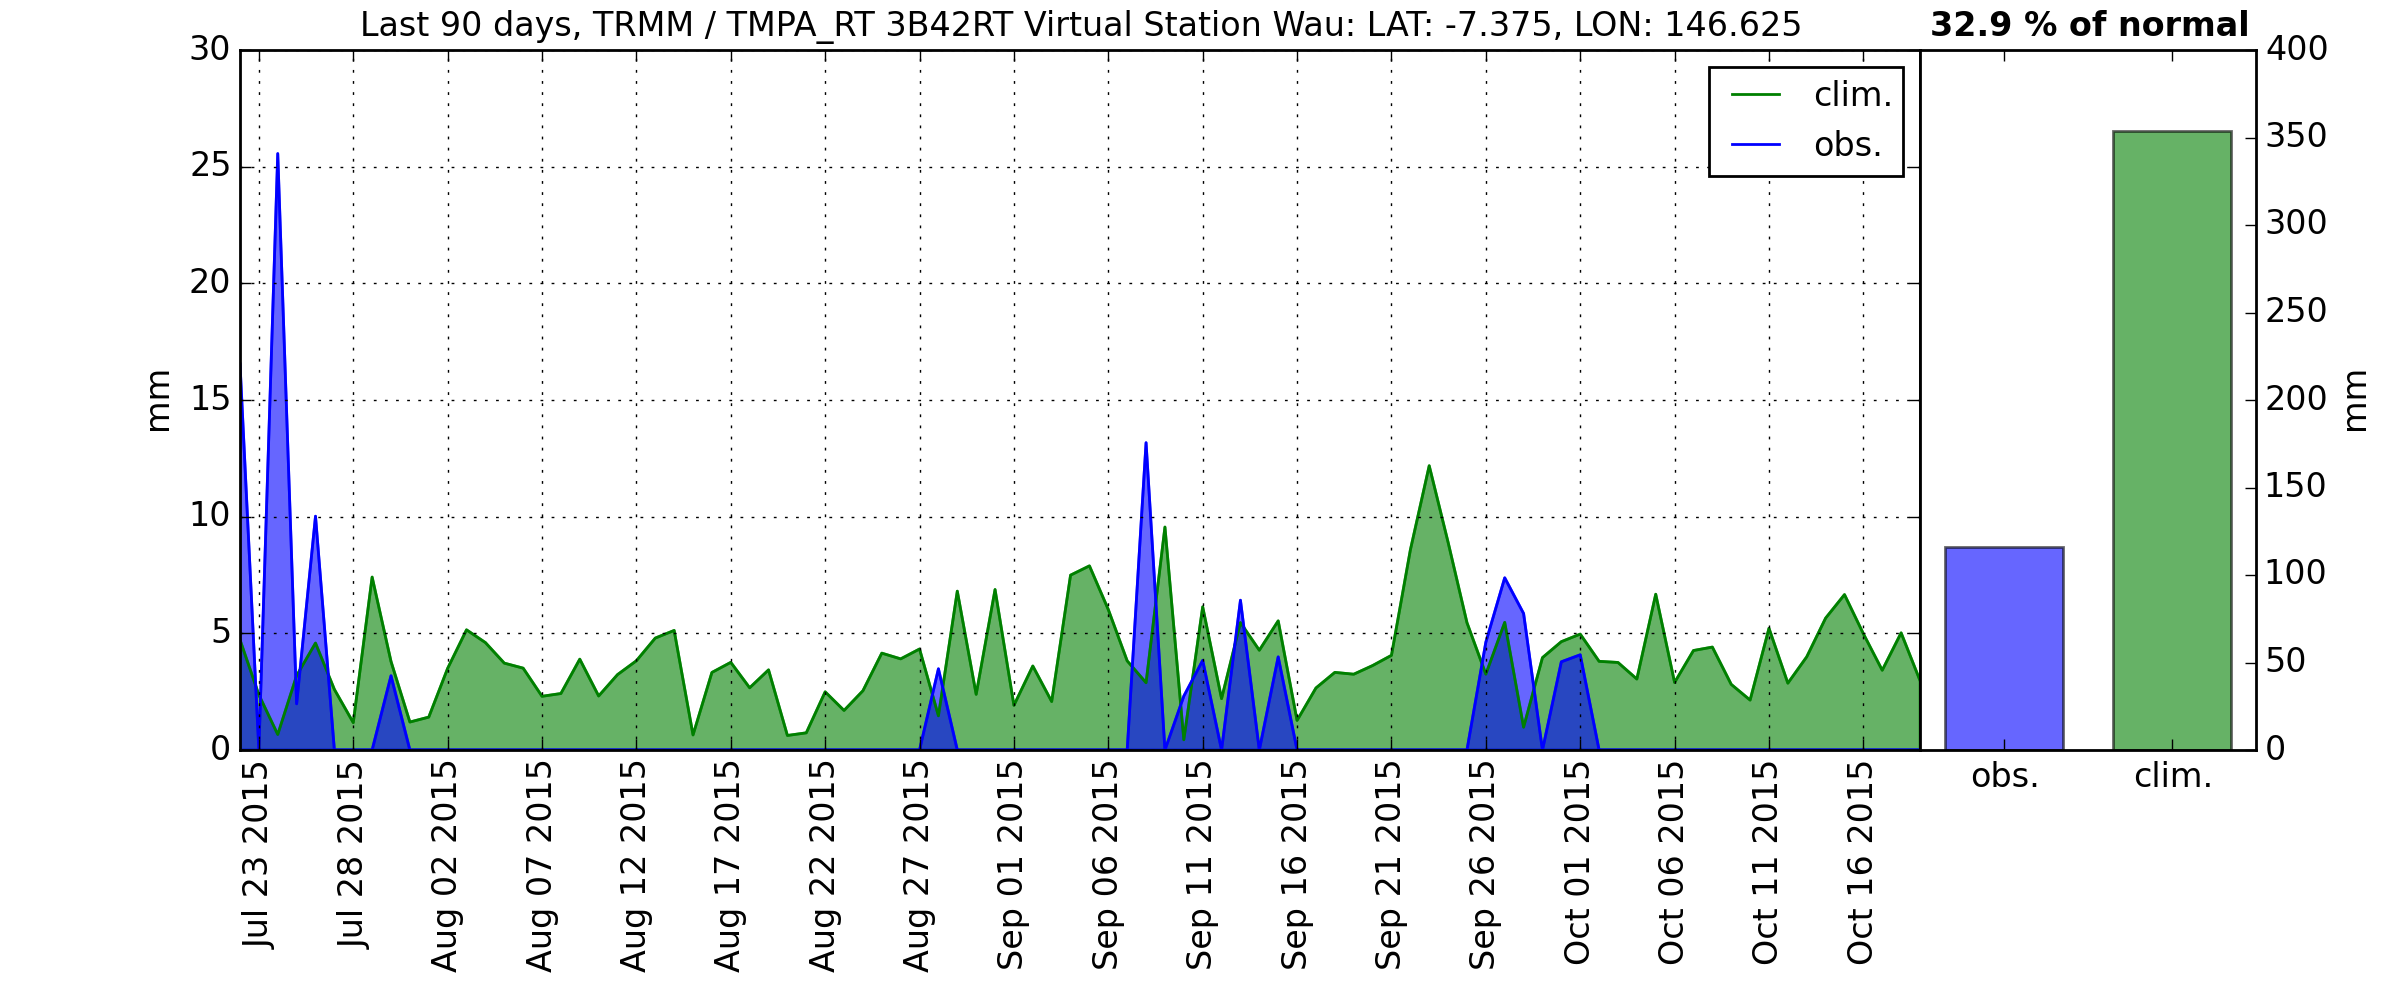 Last 90 days, TRMM / TMPA_RT 3B42RT Virtual Station Wau: LAT: -7.375, LON: 146.625
32.9 % of normal
30
25
20
15
10
5
0
mm
clim.
obs.
400
350
300
250
200
150
100
50
0
mm
Jul 23 2015
Jul 28 2015
Aug 02 2015
Aug 07 2015
Aug 12 2015
Aug 17 2015
Aug 22 2015
Aug 27 2015
Sep 01 2015
Sep 06 2015
Sep 11 2015
Sep 16 2015
Sep 21 2015
Sep 26 2015
Oct 01 2015
Oct 06 2015
Oct 11 2015
Oct 16 2015
obs.
clim.